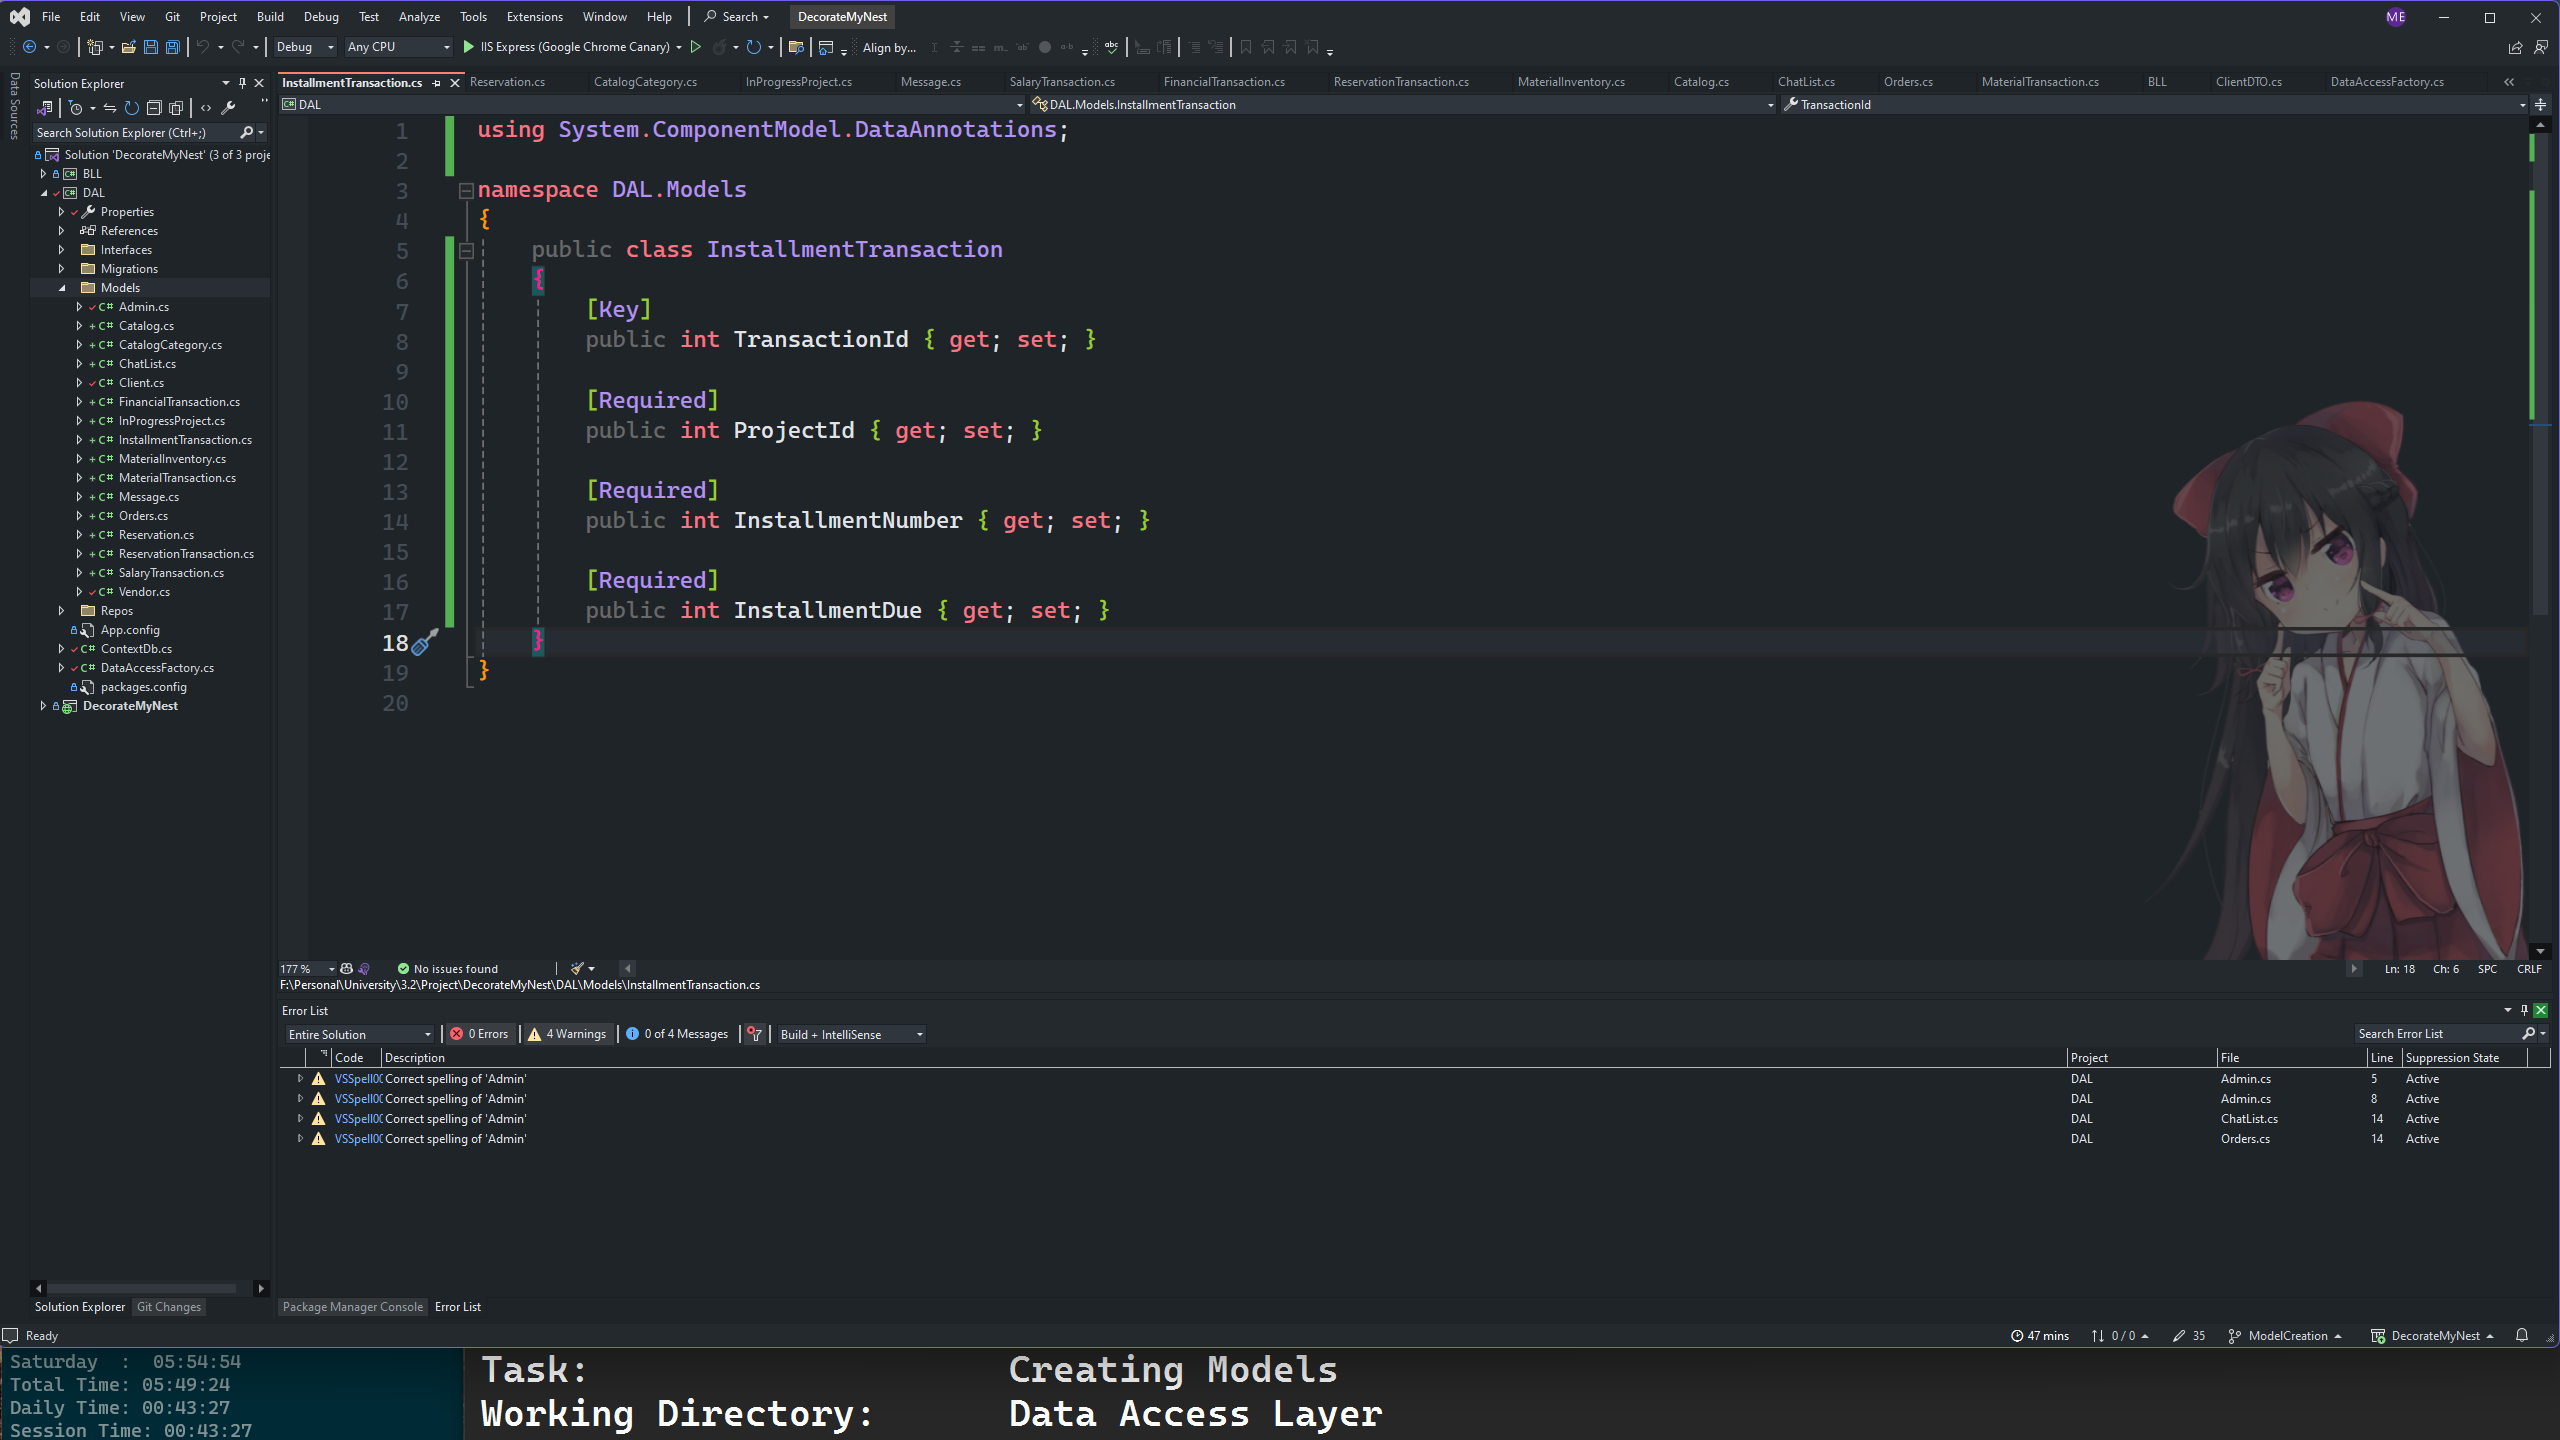 File Edit View Git Project Build Debug Test Analyze Tools Extensions Window Help Search DecorateMyNest ME
Debug Any CPU IIS Express (Google Chrome Canary) Align by...
Data Sources
Solution Explorer
Search Solution Explorer (Ctrl+;)
Solution 'DecorateMyNest' (3 of 3 proje
BLL
DAL
Properties
References
Interfaces
Migrations
Models
C# Admin.cs
C# Catalog.cs
C# CatalogCategory.cs
C# ChatList.cs
C# Client.cs
C# FinancialTransaction.cs
C# InProgressProject.cs
C# InstallmentTransaction.cs
C# MaterialInventory.cs
C# MaterialTransaction.cs
C# Message.cs
C# Orders.cs
C# Reservation.cs
C# ReservationTransaction.cs
C# SalaryTransaction.cs
C# Vendor.cs
Repos
App.config
C# ContextDb.cs
C# DataAccessFactory.cs
packages.config
DecorateMyNest
Solution Explorer Git Changes
InstallmentTransaction.cs Reservation.cs CatalogCategory.cs InProgressProject.cs Message.cs SalaryTransaction.cs FinancialTransaction.cs ReservationTransaction.cs MaterialInventory.cs Catalog.cs ChatList.cs Orders.cs MaterialTransaction.cs BLL ClientDTO.cs DataAccessFactory.cs
DAL DAL.Models.InstallmentTransaction TransactionId
1 using System.ComponentModel.DataAnnotations;
2
3 namespace DAL.Models
4 {
5 public class InstallmentTransaction
6 {
7 [Key]
8 public int TransactionId { get; set; }
9
10 [Required]
11 public int ProjectId { get; set; }
12
13 [Required]
14 public int InstallmentNumber { get; set; }
15
16 [Required]
17 public int InstallmentDue { get; set; }
18 }
19 }
20
177 % No issues found Ln: 18 Ch: 6 SPC CRLF
F:\Personal\University\3.2\Project\DecorateMyNest\DAL\Models\InstallmentTransaction.cs
Error List
Entire Solution 0 Errors 4 Warnings 0 of 4 Messages Build + IntelliSense Search Error List
Code Description Project File Line Suppression State
Correct spelling of 'Admin' DAL Admin.cs 5 Active
Correct spelling of 'Admin' DAL Admin.cs 8 Active
Correct spelling of 'Admin' DAL ChatList.cs 14 Active
Correct spelling of 'Admin' DAL Orders.cs 14 Active
Package Manager Console Error List
Ready 47 mins 0 / 0 35 ModelCreation DecorateMyNest
Saturday : 05:54:54
Total Time: 05:49:24
Daily Time: 00:43:27
Session Time: 00:43:27
Task: Creating Models
Working Directory: Data Access Layer